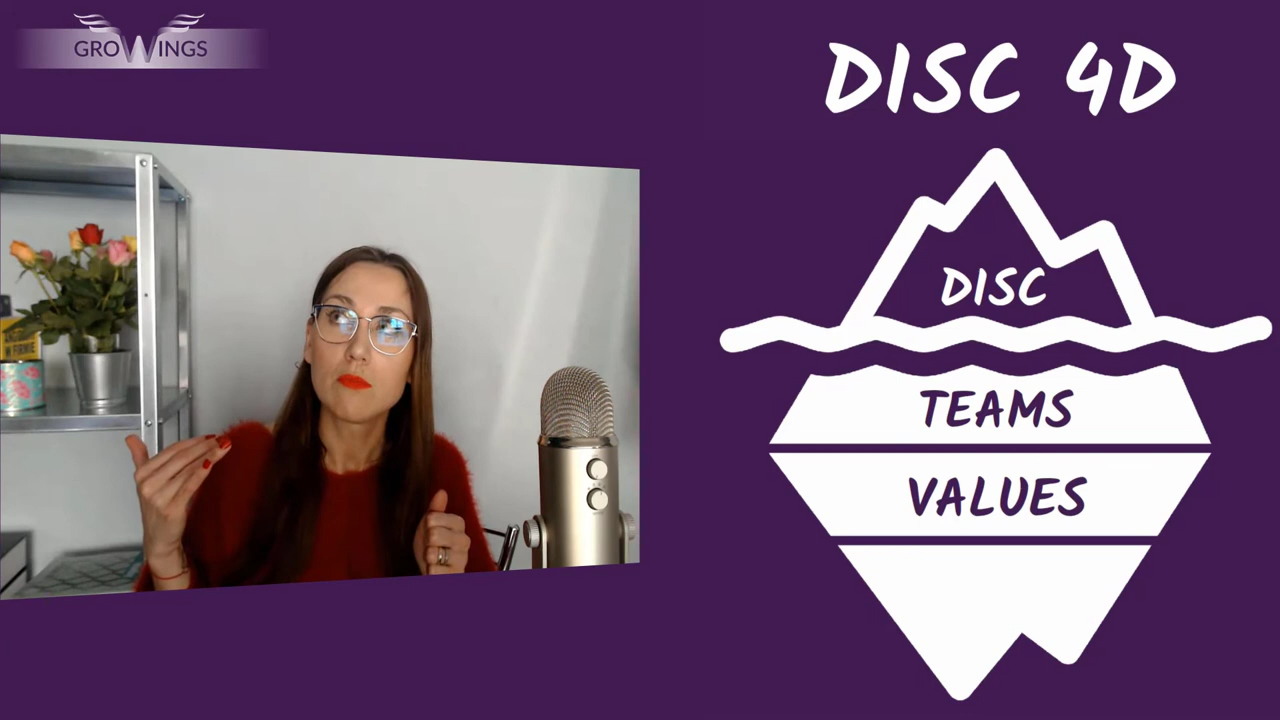 GROWINGS
DISC 4D
DISC
TEAMS
VALUES